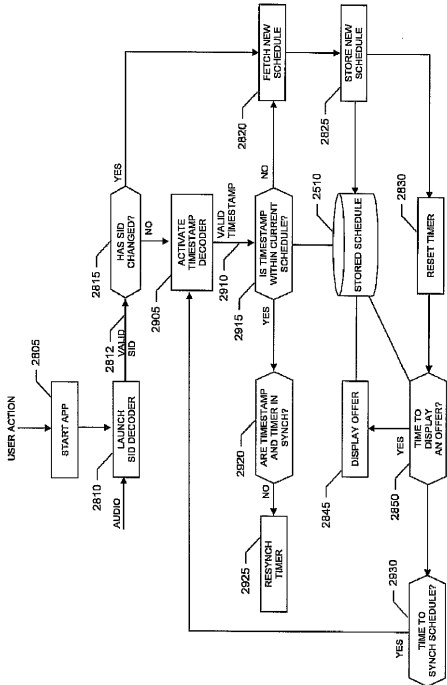 USER ACTION
2805
START APP
AUDIO
LAUNCH
SID DECODER
2810
2812
VALID
SID
2815
HAS SID
CHANGED?
YES
NO
2905
ACTIVATE
TIMESTAMP
DECODER
VALID
TIMESTAMP
2910
2915
IS TIMESTAMP
WITHIN CURRENT
SCHEDULE?
NO
YES
FETCH NEW
SCHEDULE
2820
STORE NEW
SCHEDULE
2825
ARE TIMESTAMP
AND TIMER IN
SYNCH?
2920
NO
2925
RESYNCH
TIMER
2510
STORED SCHEDULE
DISPLAY OFFER
2845
2830
RESET TIMER
TIME TO
DISPLAY
AN OFFER?
YES
2850
2930
TIME TO
SYNCH SCHEDULE?
YES